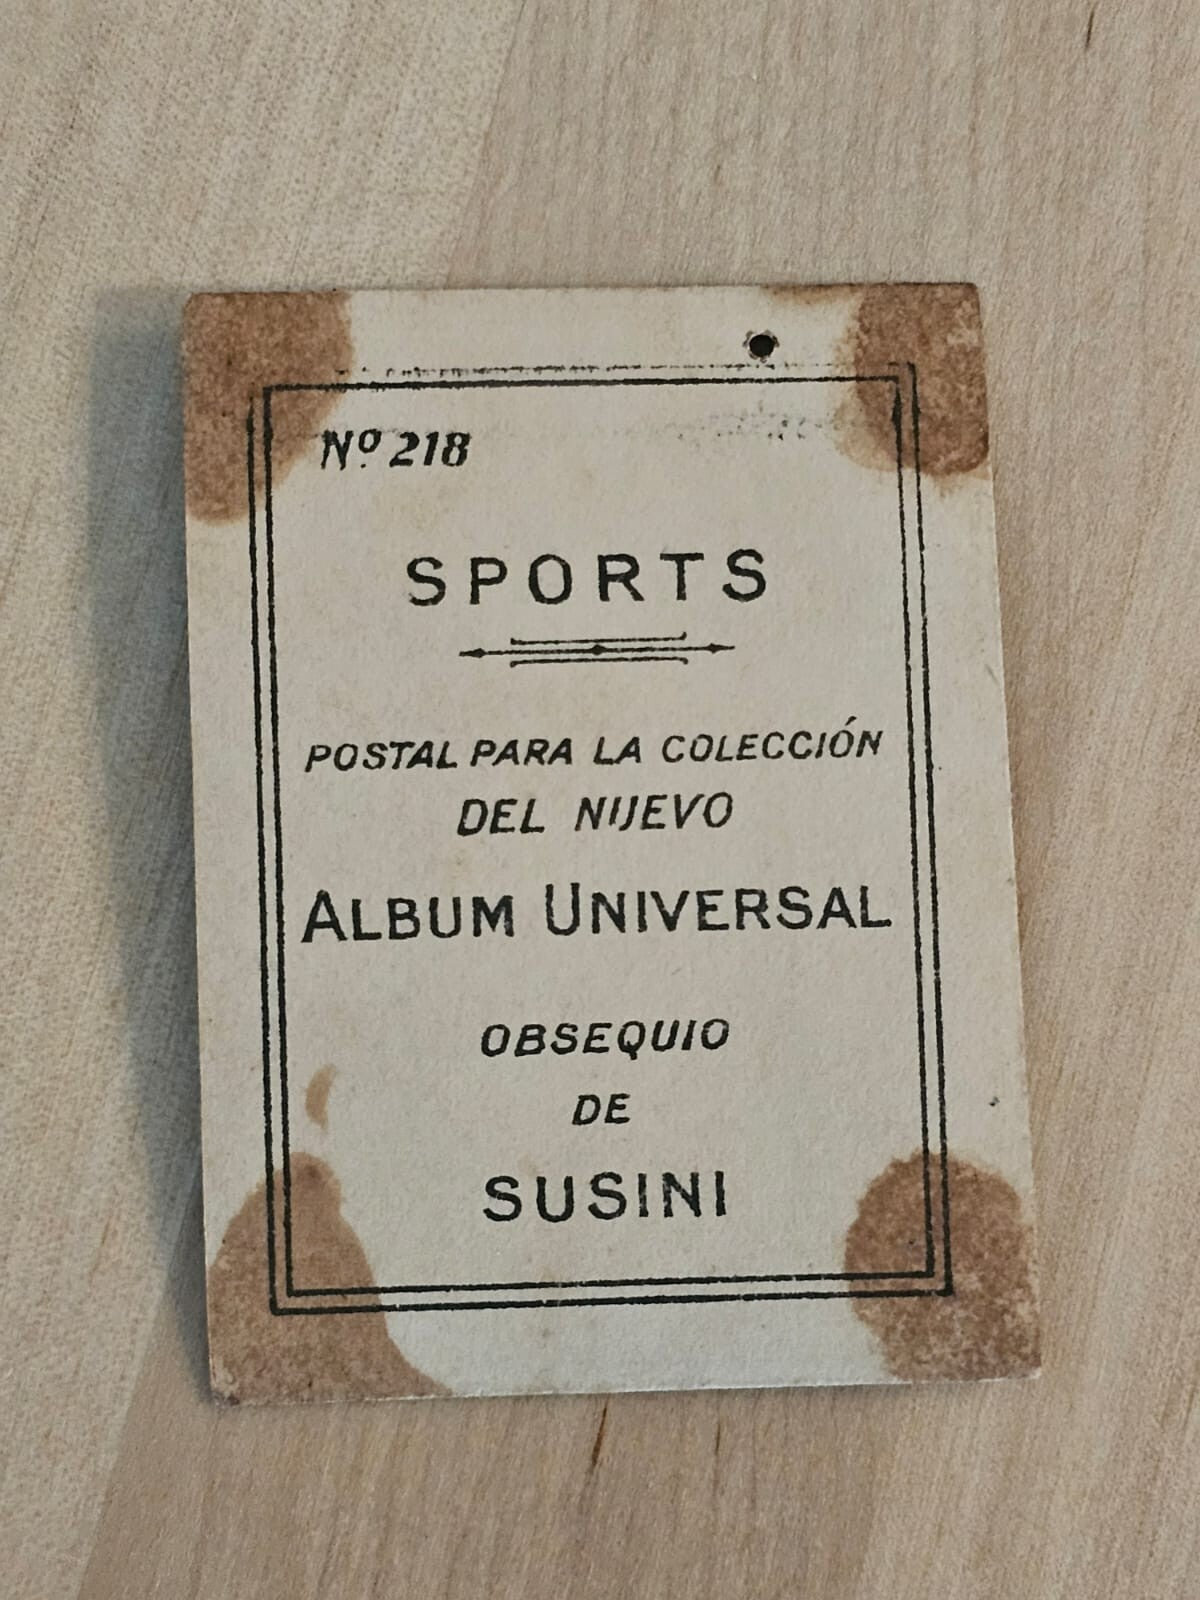 Nº 218
SPORTS
POSTAL PARA LA COLECCIÓN
DEL NUEVO
ALBUM UNIVERSAL
OBSEQUIO
DE
SUSINI